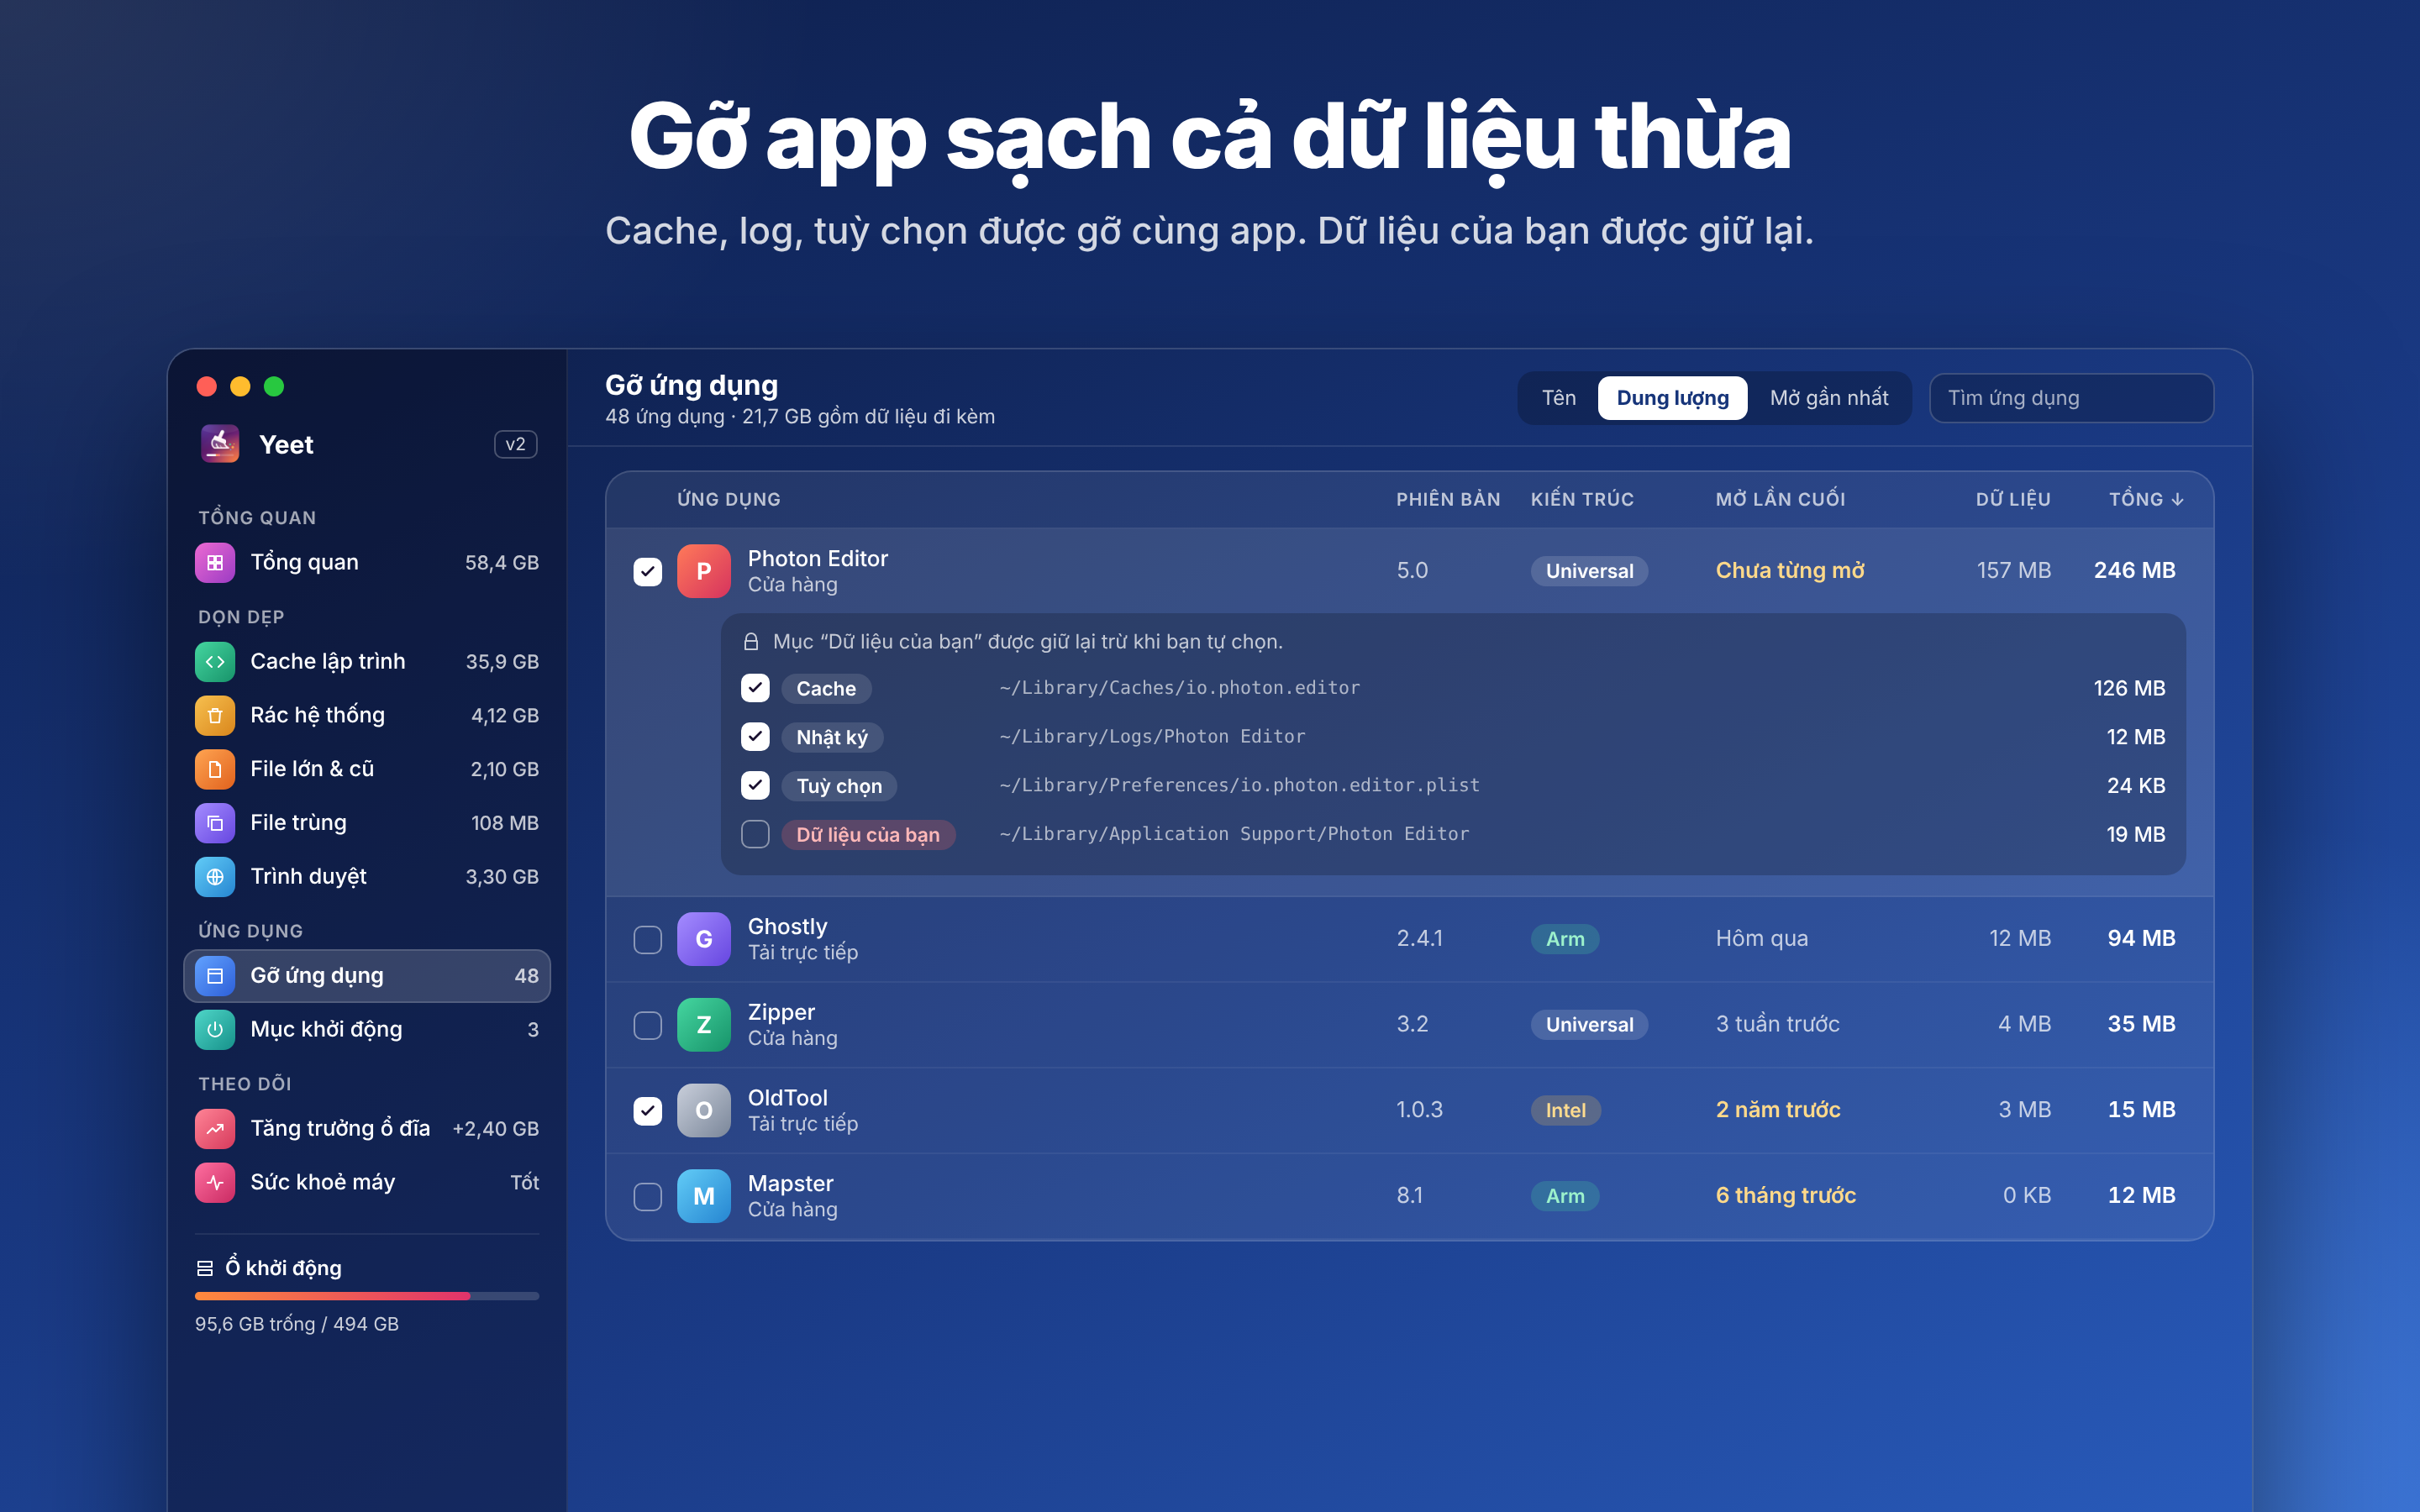 Gỡ app sạch cả dữ liệu thừa
Cache, log, tuỳ chọn được gỡ cùng app. Dữ liệu của bạn được giữ lại.
Yeet v2
TỔNG QUAN
Tổng quan 58,4 GB
DỌN DẸP
Cache lập trình 35,9 GB
Rác hệ thống 4,12 GB
File lớn & cũ 2,10 GB
File trùng 108 MB
Trình duyệt 3,30 GB
ỨNG DỤNG
Gỡ ứng dụng 48
Mục khởi động 3
THEO DÕI
Tăng trưởng ổ đĩa +2,40 GB
Sức khoẻ máy Tốt
Ổ khởi động
95,6 GB trống / 494 GB
Gỡ ứng dụng
48 ứng dụng · 21,7 GB gồm dữ liệu đi kèm
Tên Dung lượng Mở gần nhất Tìm ứng dụng
ỨNG DỤNG PHIÊN BẢN KIẾN TRÚC MỞ LẦN CUỐI DỮ LIỆU TỔNG ↓
P Photon Editor 5.0 Universal Chưa từng mở 157 MB 246 MB
Cửa hàng
Mục “Dữ liệu của bạn” được giữ lại trừ khi bạn tự chọn.
Cache ~/Library/Caches/io.photon.editor 126 MB
Nhật ký ~/Library/Logs/Photon Editor 12 MB
Tuỳ chọn ~/Library/Preferences/io.photon.editor.plist 24 KB
Dữ liệu của bạn ~/Library/Application Support/Photon Editor 19 MB
G Ghostly 2.4.1 Arm Hôm qua 12 MB 94 MB
Tải trực tiếp
Z Zipper 3.2 Universal 3 tuần trước 4 MB 35 MB
Cửa hàng
O OldTool 1.0.3 Intel 2 năm trước 3 MB 15 MB
Tải trực tiếp
M Mapster 8.1 Arm 6 tháng trước 0 KB 12 MB
Cửa hàng